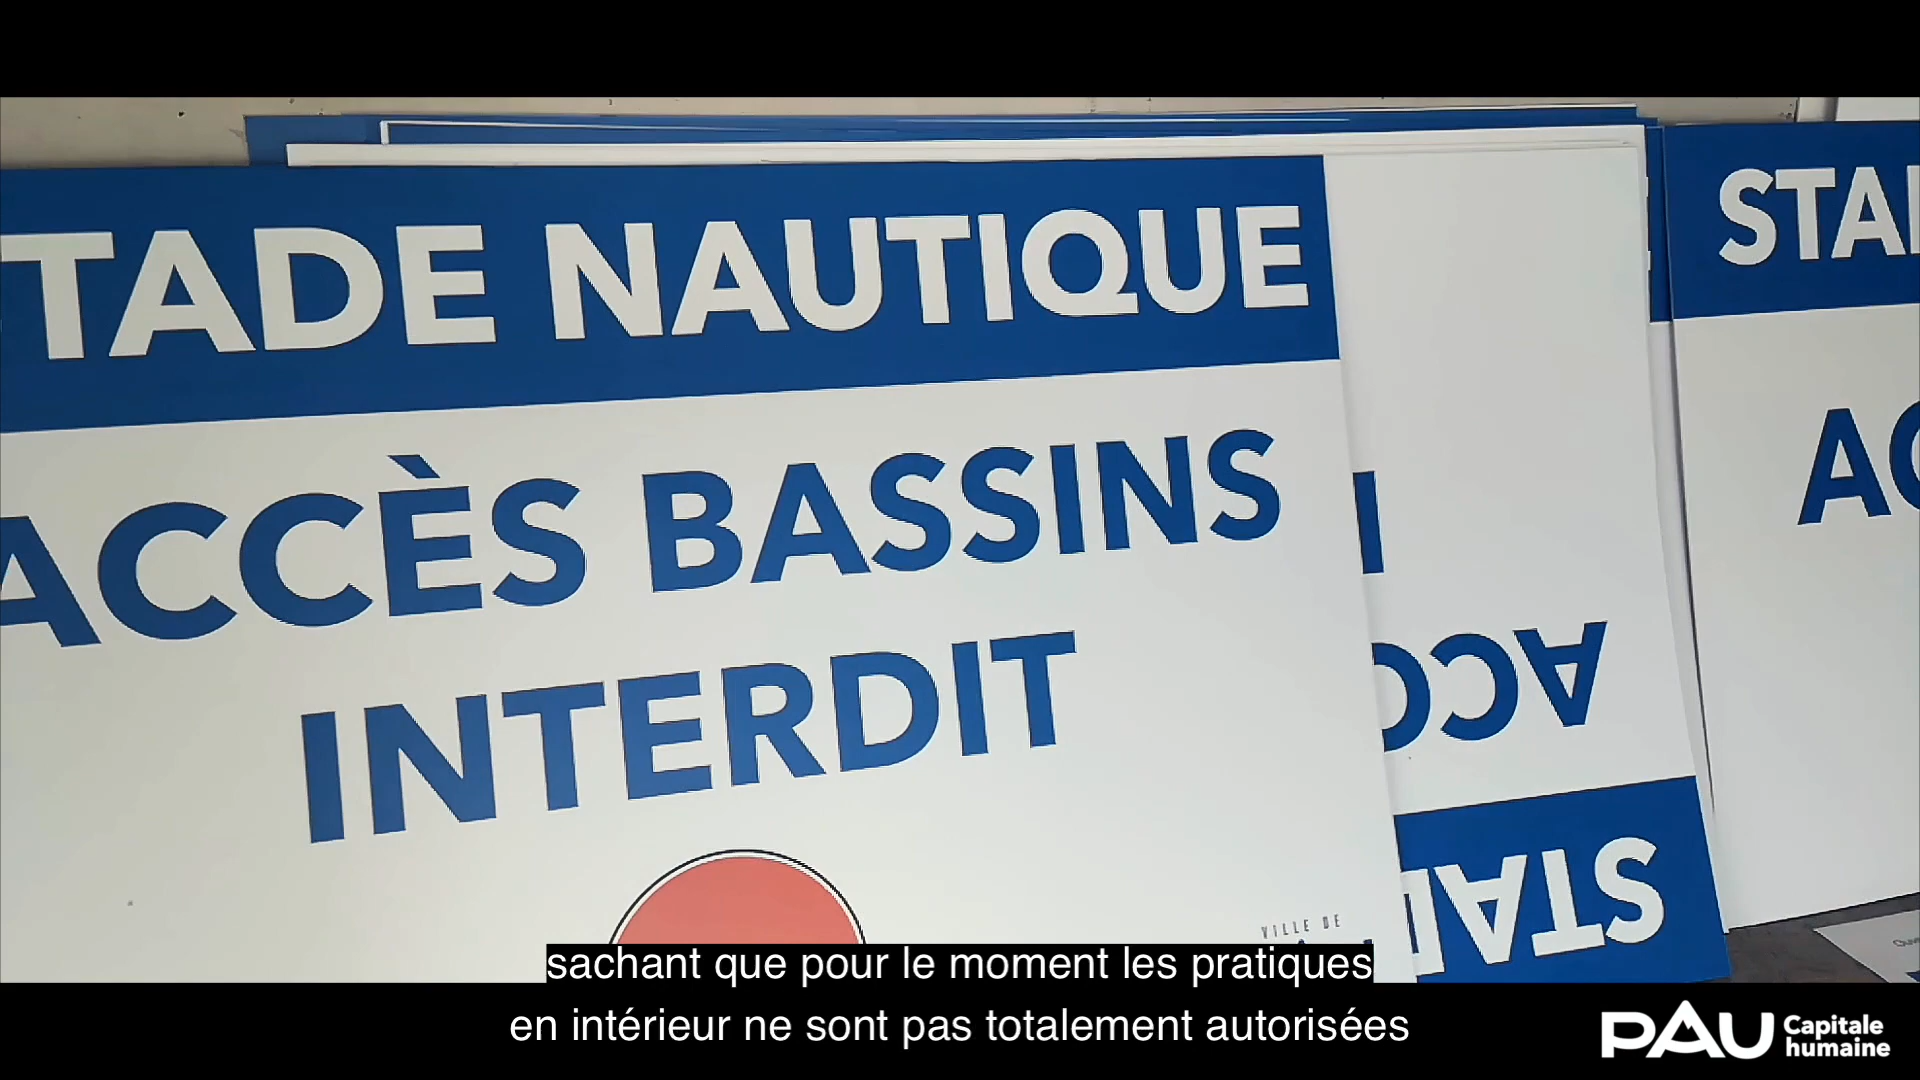 TADE NAUTIQUE
ACCÈS BASSINS
INTERDIT
VILLE DE
STA
AC
ACC
STAD
sachant que pour le moment les pratiques
en intérieur ne sont pas totalement autorisées
PAU Capitale
humaine